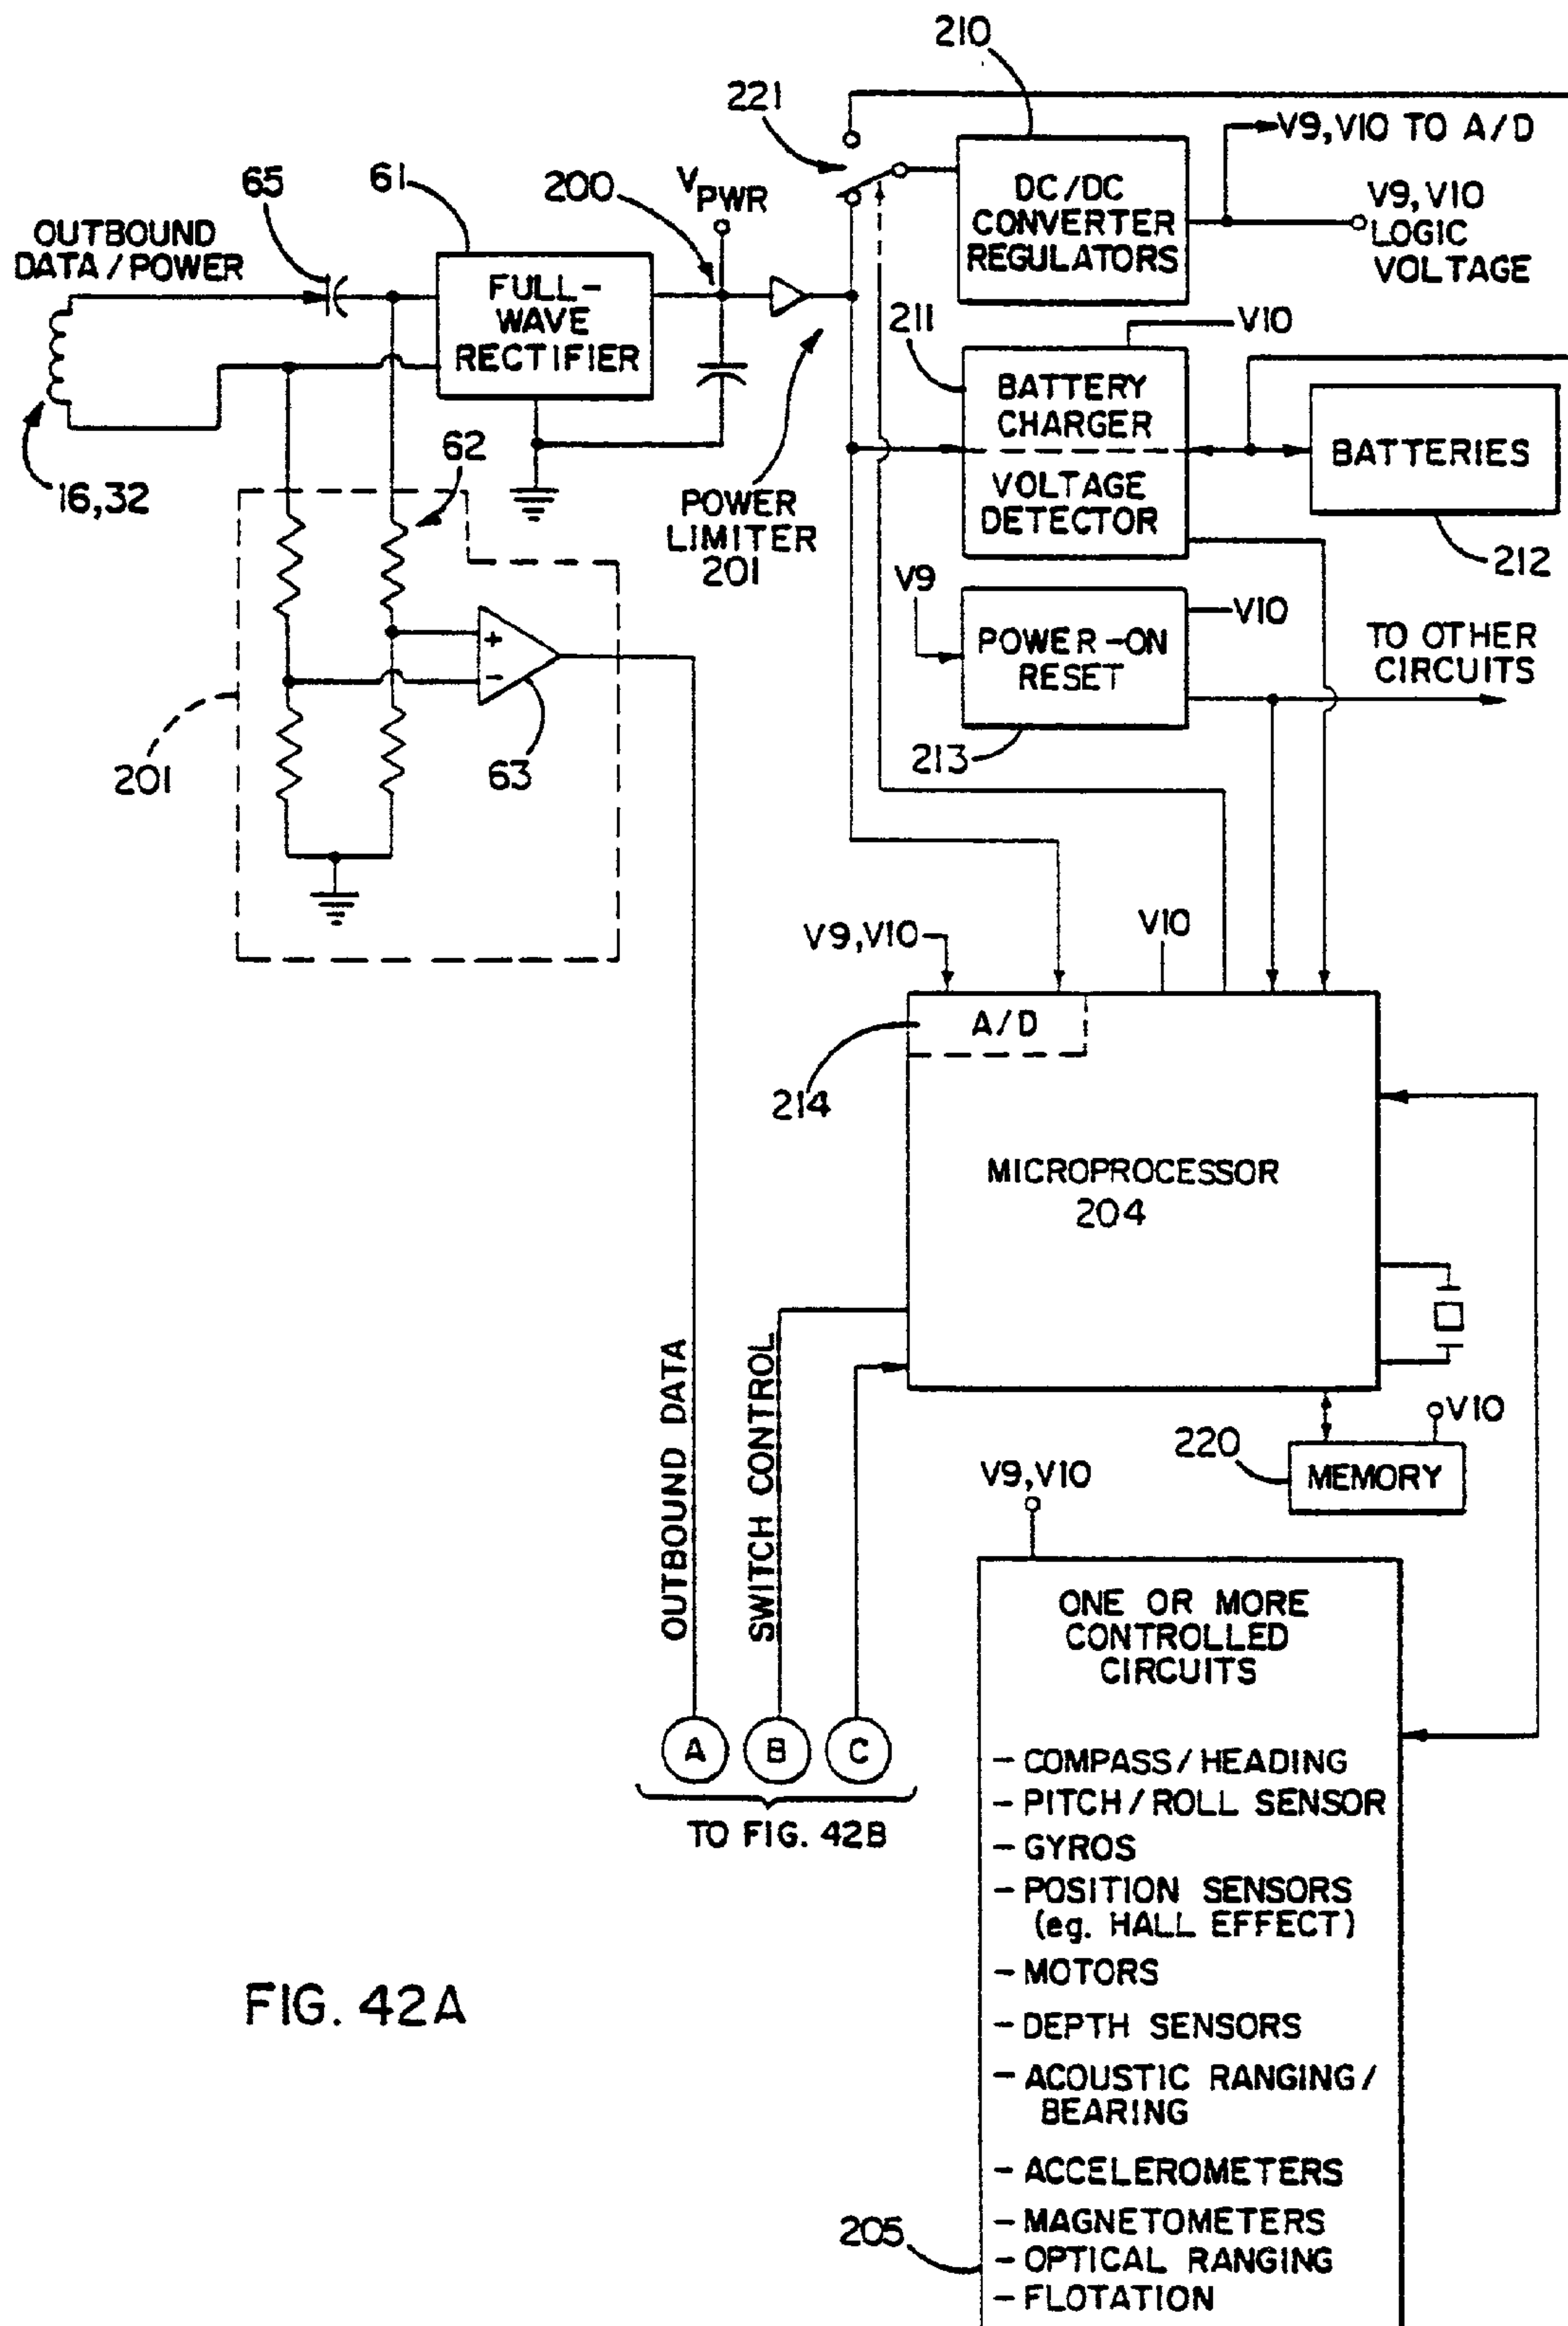 210
221
V9,V10 TO A/D
65
61
200
VPWR
DC/DC
CONVERTER
REGULATORS
V9, V10
LOGIC
VOLTAGE
OUTBOUND
DATA/POWER
FULL-
WAVE
RECTIFIER
211
V10
BATTERY
CHARGER
VOLTAGE
DETECTOR
BATTERIES
62
16,32
POWER
LIMITER
201
212
V9
V10
POWER-ON
RESET
TO OTHER
CIRCUITS
+
-
201
63
213
V9,V10
V10
A/D
214
MICROPROCESSOR
204
OUTBOUND DATA
SWITCH CONTROL
V10
220
MEMORY
V9,V10
ONE OR MORE
CONTROLLED
CIRCUITS
A
B
C
TO FIG. 42B
- COMPASS/HEADING
- PITCH/ROLL SENSOR
- GYROS
- POSITION SENSORS
(eg. HALL EFFECT)
- MOTORS
- DEPTH SENSORS
- ACOUSTIC RANGING/
BEARING
- ACCELEROMETERS
- MAGNETOMETERS
- OPTICAL RANGING
- FLOTATION
205
FIG. 42A